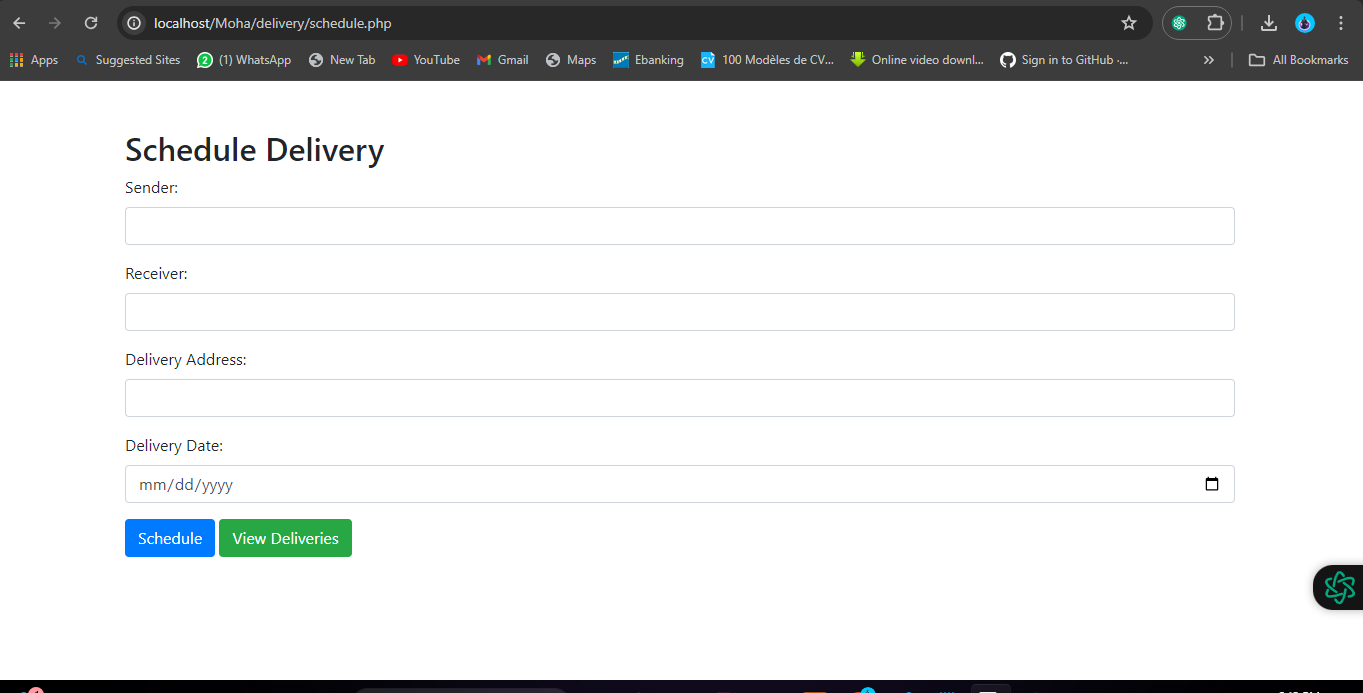 localhost/Moha/delivery/schedule.php
Apps Suggested Sites 2 (1) WhatsApp New Tab YouTube Gmail Maps Ebanking CV 100 Modèles de CV... Online video downl... Sign in to GitHub ·... » All Bookmarks
Schedule Delivery
Sender:
Receiver:
Delivery Address:
Delivery Date:
mm/dd/yyyy
Schedule View Deliveries